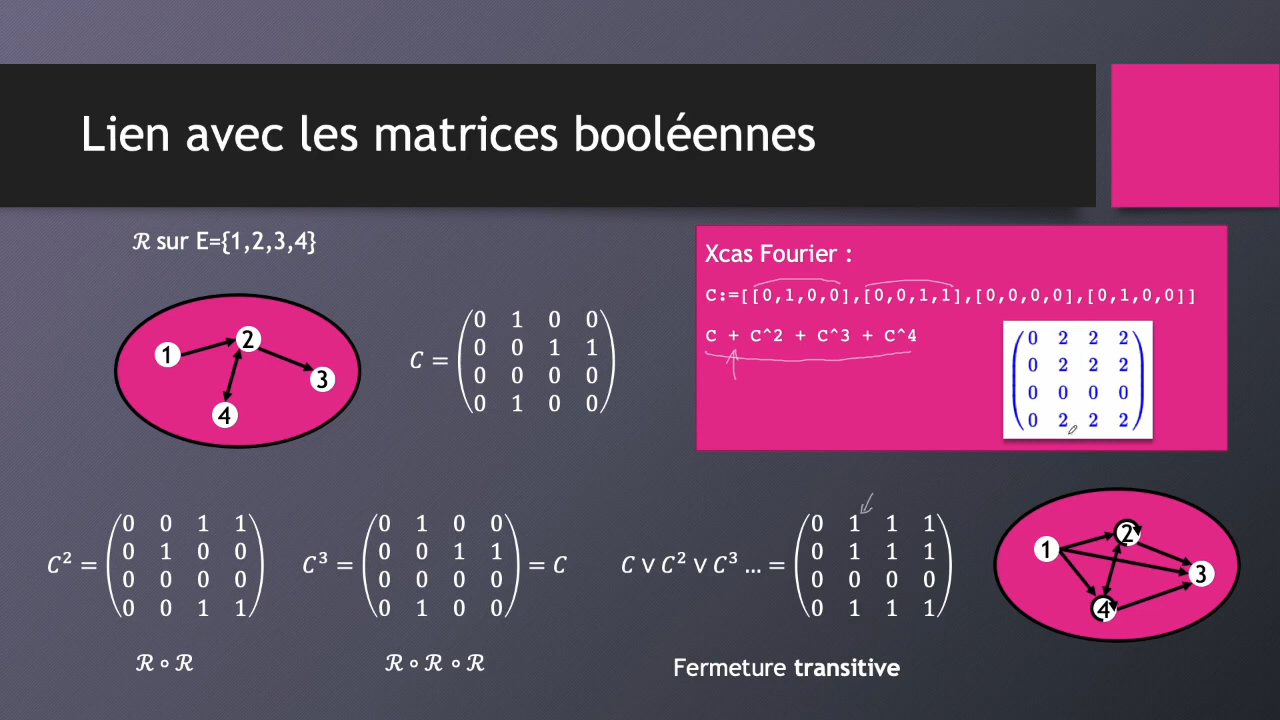 Lien avec les matrices booléennes
ℛ sur E={1,2,3,4}
1
2
3
4
C =
0 1 0 0
0 0 1 1
0 0 0 0
0 1 0 0
Xcas Fourier :
C:=[[0,1,0,0],[0,0,1,1],[0,0,0,0],[0,1,0,0]]
C + C^2 + C^3 + C^4
0 2 2 2
0 2 2 2
0 0 0 0
0 2 2 2
C² =
0 0 1 1
0 1 0 0
0 0 0 0
0 0 1 1
ℛ ∘ ℛ
C³ =
0 1 0 0
0 0 1 1
0 0 0 0
0 1 0 0
= C
ℛ ∘ ℛ ∘ ℛ
C ∨ C² ∨ C³ … =
0 1 1 1
0 1 1 1
0 0 0 0
0 1 1 1
Fermeture transitive
1
2
3
4